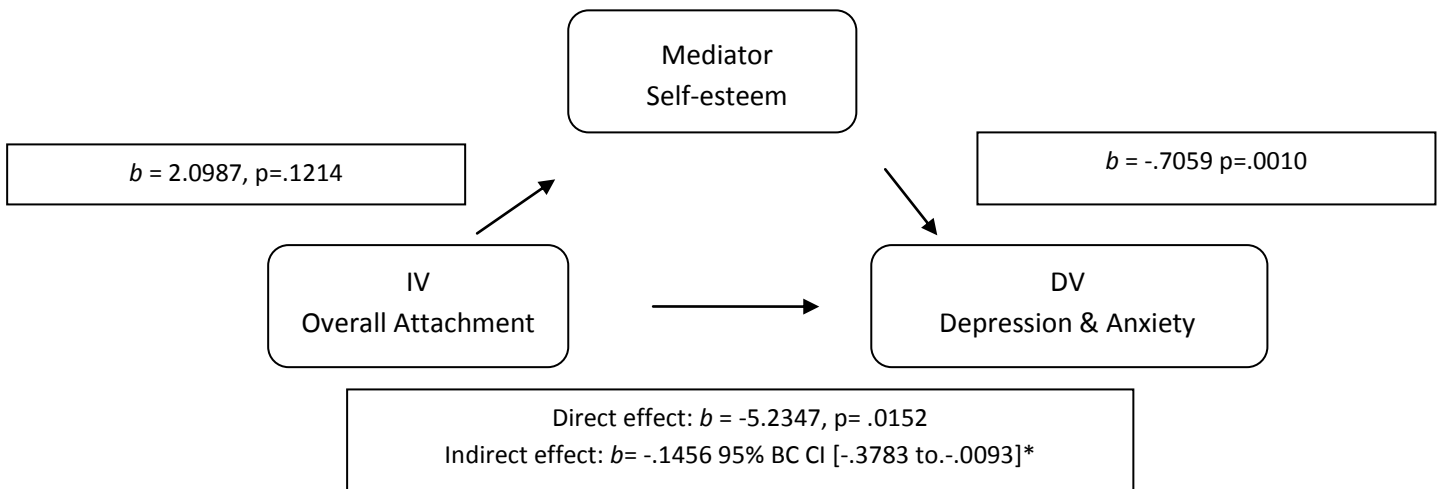 Mediator
Self-esteem
b = 2.0987, p=.1214
b = -.7059 p=.0010
IV
Overall Attachment
DV
Depression & Anxiety
Direct effect: b = -5.2347, p= .0152
Indirect effect: b= -.1456 95% BC CI [-.3783 to.-.0093]*